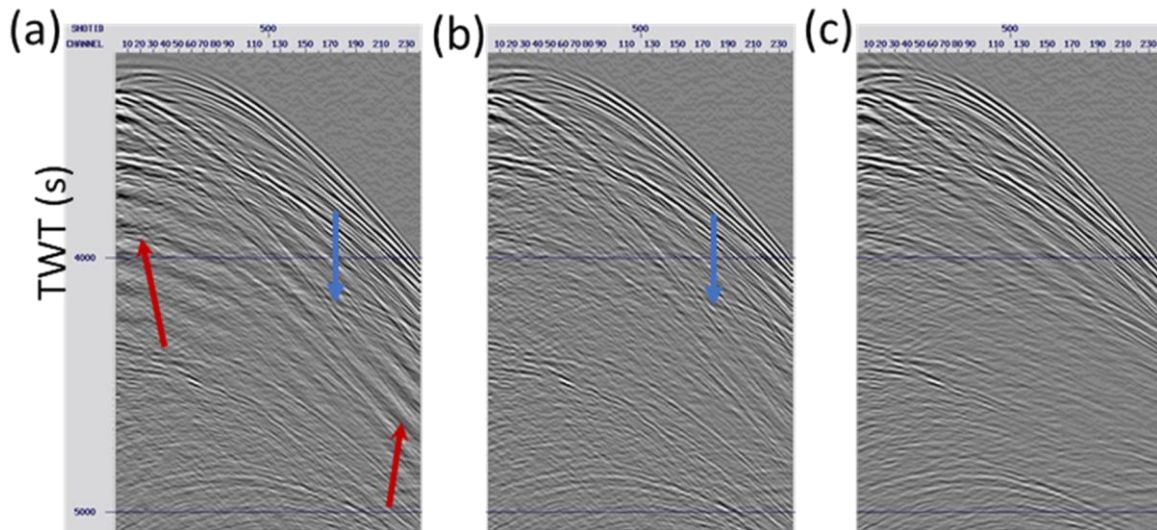 (a) (b) (c)
SHOTID 500 500 500
CHANNEL 10 20 30 40 50 60 70 80 90 110 130 150 170 190 210 230 10 20 30 40 50 60 70 80 90 110 130 150 170 190 210 230 10 20 30 40 50 60 70 80 90 110 130 150 170 190 210 230
TWT (s)
4000
5000